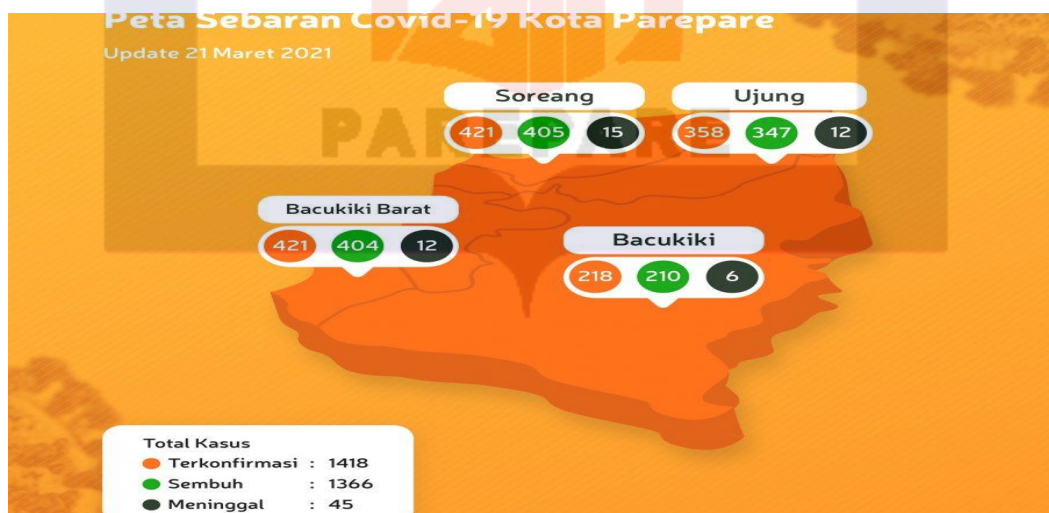 Peta Sebaran Covid-19 Kota Parepare
Update 21 Maret 2021
Soreang
421 405 15
Ujung
358 347 12
PAREPARE
Bacukiki Barat
421 404 12
Bacukiki
218 210 6
Total Kasus
Terkonfirmasi : 1418
Sembuh : 1366
Meninggal : 45